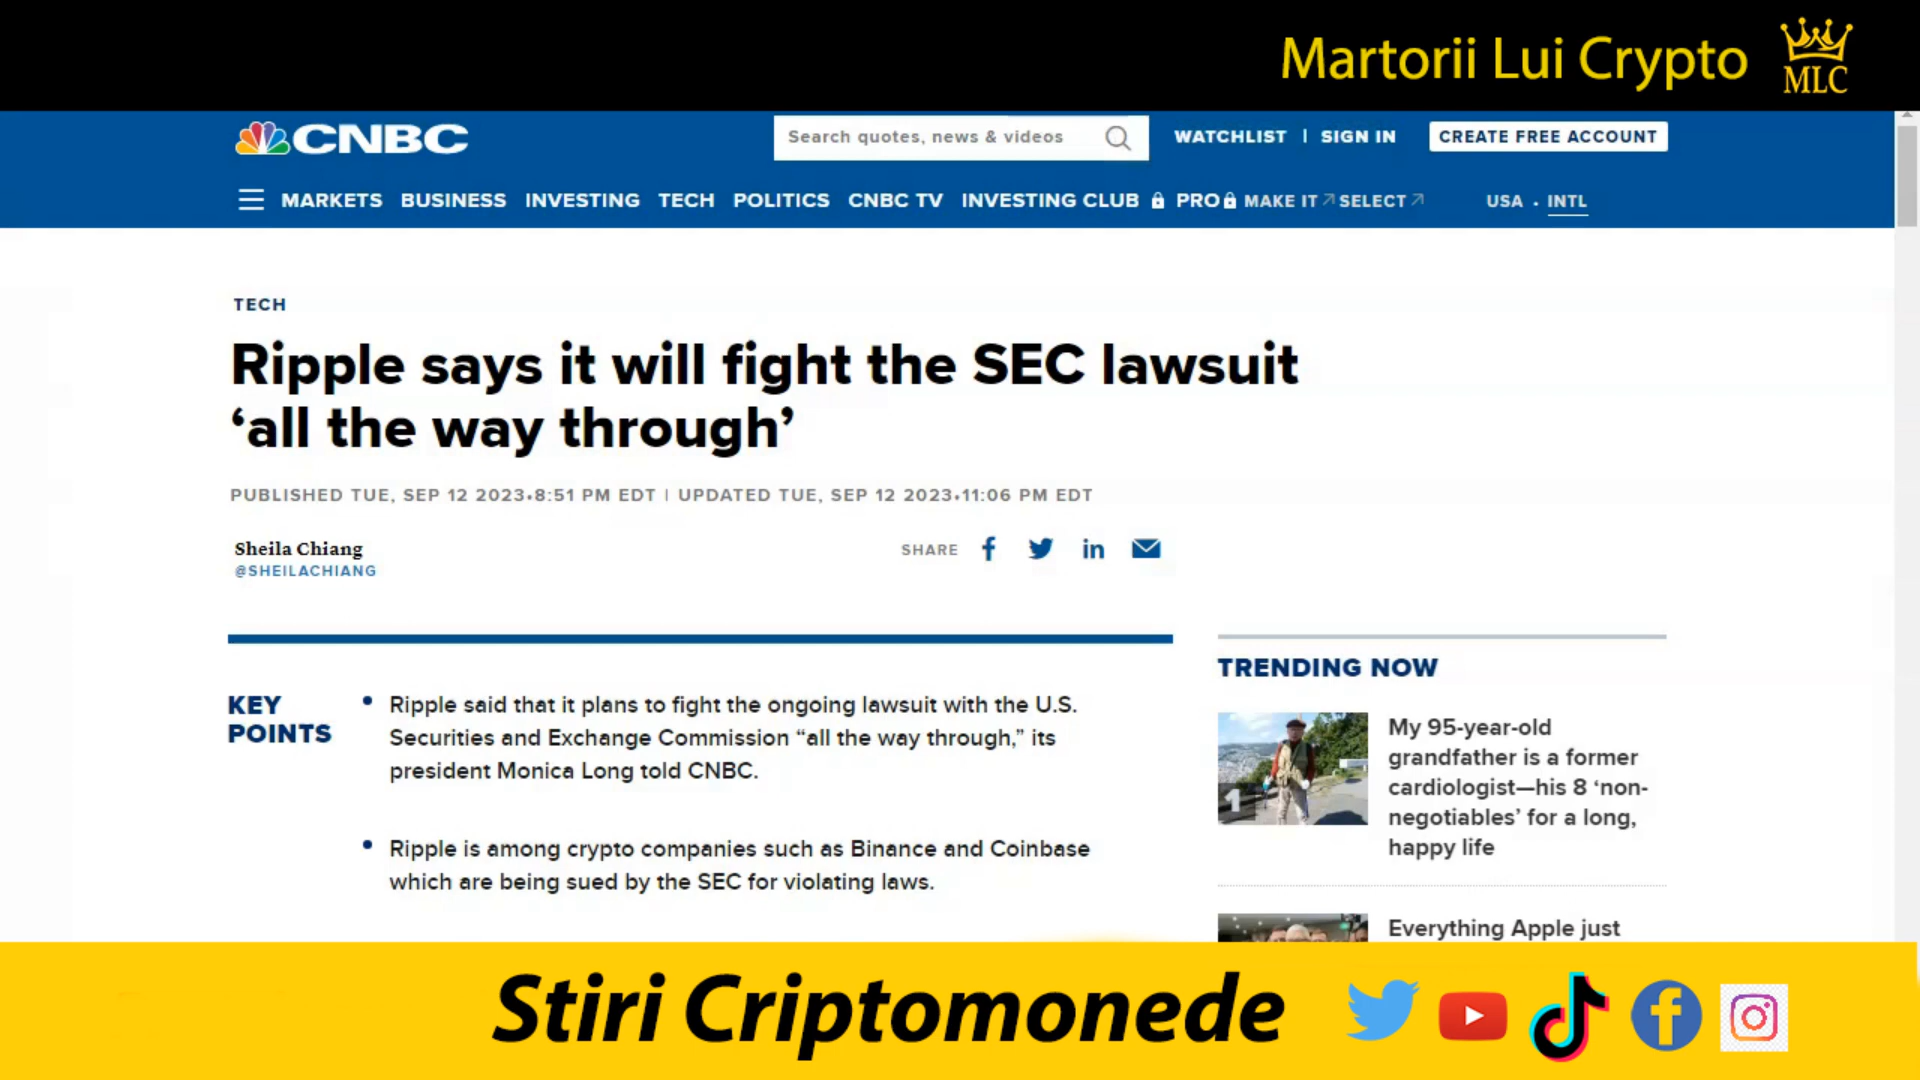 Martorii Lui Crypto
MLC
CNBC
Search quotes, news & videos
WATCHLIST | SIGN IN
CREATE FREE ACCOUNT
MARKETS BUSINESS INVESTING TECH POLITICS CNBC TV INVESTING CLUB PRO MAKE IT SELECT USA • INTL
TECH
Ripple says it will fight the SEC lawsuit
‘all the way through’
PUBLISHED TUE, SEP 12 2023•8:51 PM EDT | UPDATED TUE, SEP 12 2023•11:06 PM EDT
Sheila Chiang
@SHEILACHIANG
SHARE
KEY
POINTS
• Ripple said that it plans to fight the ongoing lawsuit with the U.S.
Securities and Exchange Commission “all the way through,” its
president Monica Long told CNBC.
• Ripple is among crypto companies such as Binance and Coinbase
which are being sued by the SEC for violating laws.
TRENDING NOW
1
My 95-year-old
grandfather is a former
cardiologist—his 8 ‘non-
negotiables’ for a long,
happy life
Everything Apple just
Stiri Criptomonede